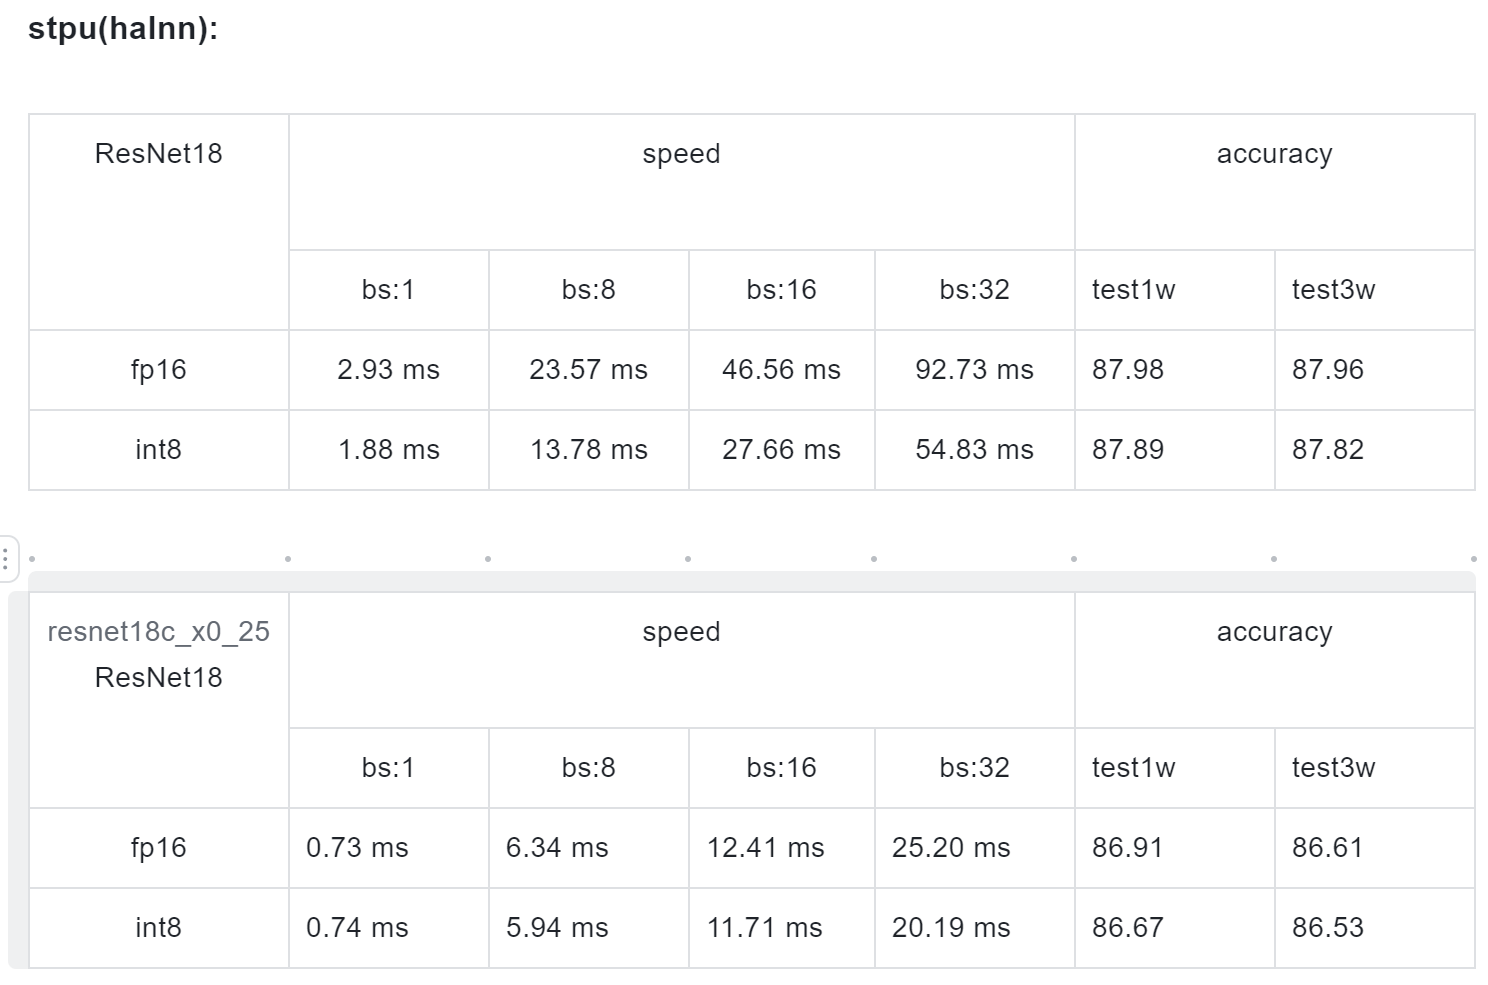 stpu(halnn):
ResNet18 speed accuracy
bs:1 bs:8 bs:16 bs:32 test1w test3w
fp16 2.93 ms 23.57 ms 46.56 ms 92.73 ms 87.98 87.96
int8 1.88 ms 13.78 ms 27.66 ms 54.83 ms 87.89 87.82
resnet18c_x0_25 speed accuracy
ResNet18
bs:1 bs:8 bs:16 bs:32 test1w test3w
fp16 0.73 ms 6.34 ms 12.41 ms 25.20 ms 86.91 86.61
int8 0.74 ms 5.94 ms 11.71 ms 20.19 ms 86.67 86.53